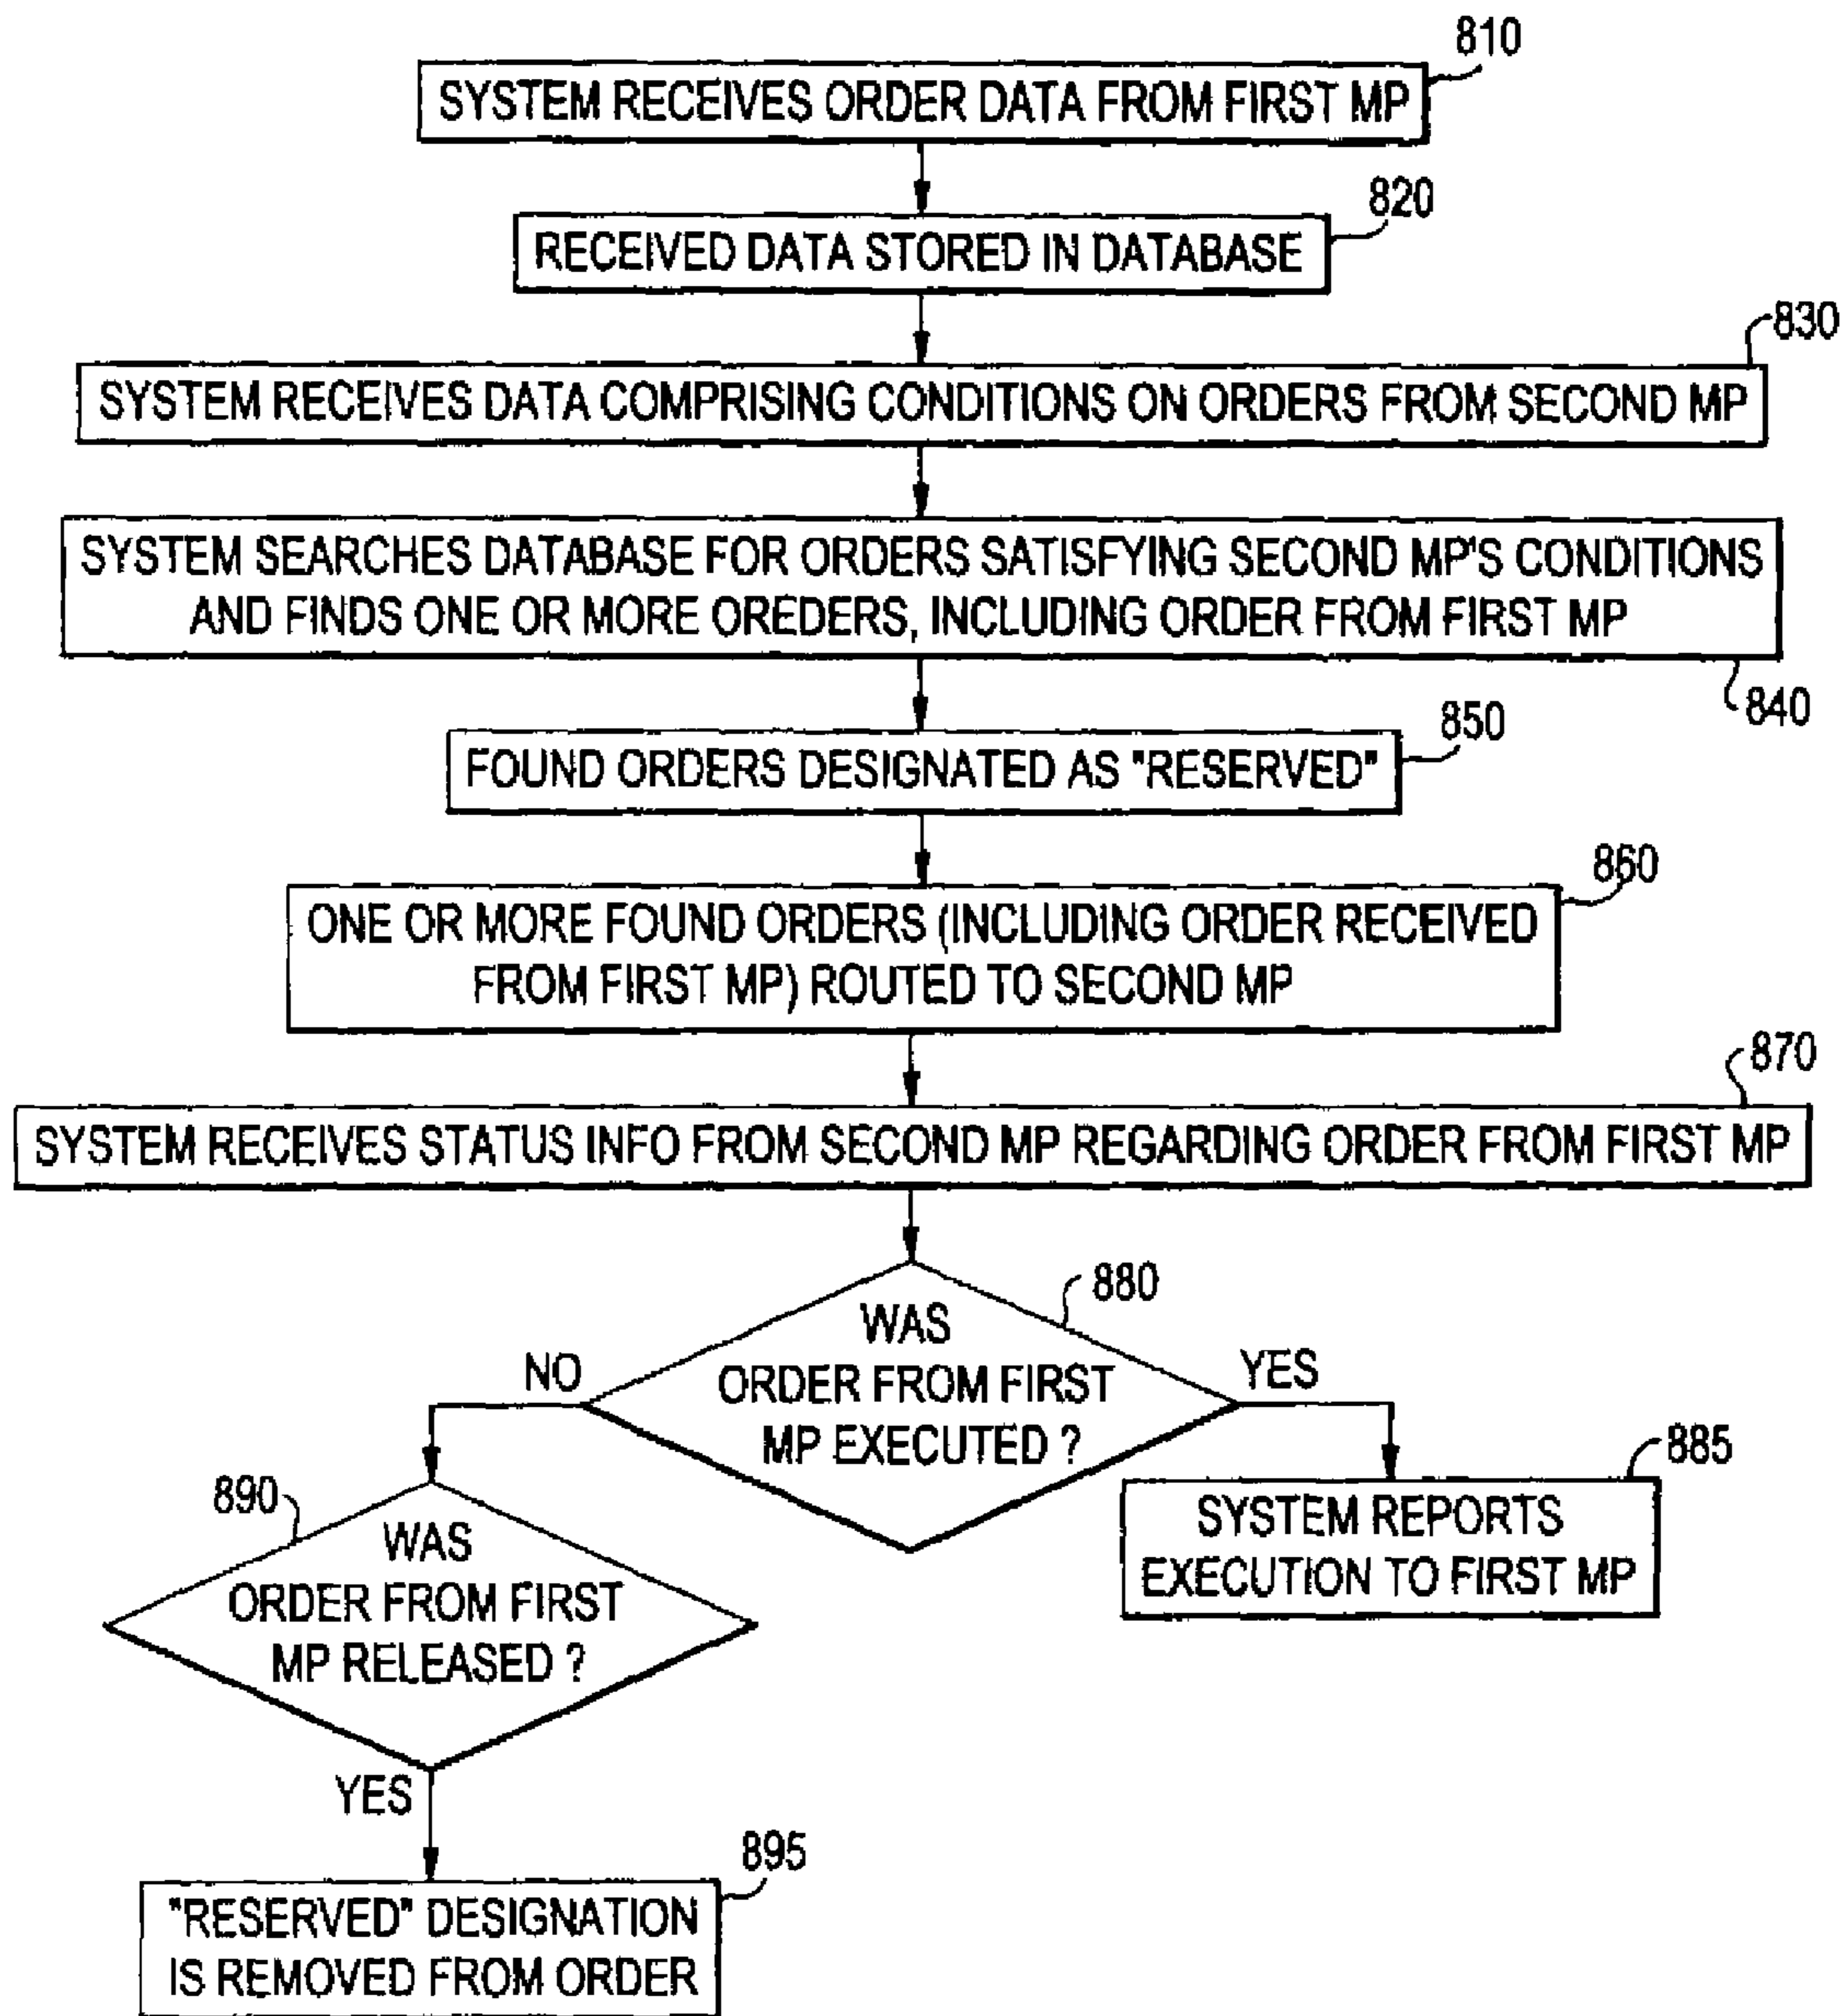 810
SYSTEM RECEIVES ORDER DATA FROM FIRST MP
820
RECEIVED DATA STORED IN DATABASE
830
SYSTEM RECEIVES DATA COMPRISING CONDITIONS ON ORDERS FROM SECOND MP
SYSTEM SEARCHES DATABASE FOR ORDERS SATISFYING SECOND MP'S CONDITIONS
AND FINDS ONE OR MORE OREDERS, INCLUDING ORDER FROM FIRST MP
840
850
FOUND ORDERS DESIGNATED AS "RESERVED"
860
ONE OR MORE FOUND ORDERS (INCLUDING ORDER RECEIVED
FROM FIRST MP) ROUTED TO SECOND MP
870
SYSTEM RECEIVES STATUS INFO FROM SECOND MP REGARDING ORDER FROM FIRST MP
880
WAS
ORDER FROM FIRST
MP EXECUTED ?
NO
YES
885
SYSTEM REPORTS
EXECUTION TO FIRST MP
890
WAS
ORDER FROM FIRST
MP RELEASED ?
YES
895
"RESERVED" DESIGNATION
IS REMOVED FROM ORDER